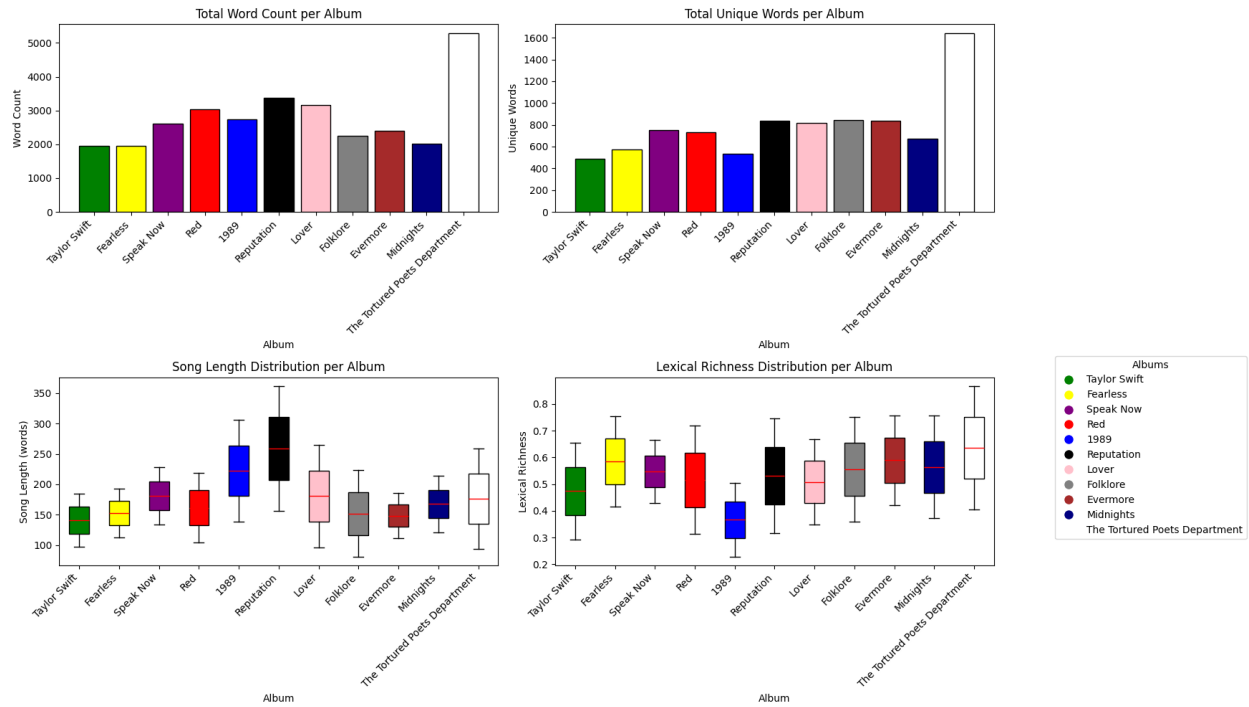 Total Word Count per Album
Word Count
5000
4000
3000
2000
1000
0
Taylor Swift
Fearless
Speak Now
Red
1989
Reputation
Lover
Folklore
Evermore
Midnights
The Tortured Poets Department
Album
Total Unique Words per Album
Unique Words
1600
1400
1200
1000
800
600
400
200
0
Taylor Swift
Fearless
Speak Now
Red
1989
Reputation
Lover
Folklore
Evermore
Midnights
The Tortured Poets Department
Album
Song Length Distribution per Album
Song Length (words)
350
300
250
200
150
100
Taylor Swift
Fearless
Speak Now
Red
1989
Reputation
Lover
Folklore
Evermore
Midnights
The Tortured Poets Department
Album
Lexical Richness Distribution per Album
Lexical Richness
0.8
0.7
0.6
0.5
0.4
0.3
0.2
Taylor Swift
Fearless
Speak Now
Red
1989
Reputation
Lover
Folklore
Evermore
Midnights
The Tortured Poets Department
Album
Albums
Taylor Swift
Fearless
Speak Now
Red
1989
Reputation
Lover
Folklore
Evermore
Midnights
The Tortured Poets Department